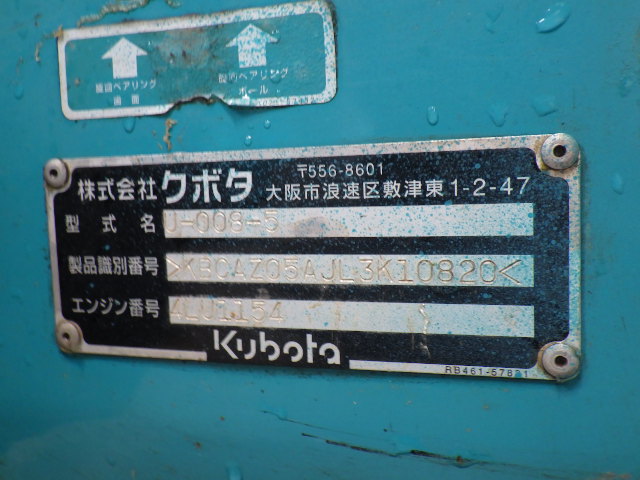 旋回ベアリング
歯面
旋回ベアリング
ボール
株式会社クボタ
〒556-8601
大阪市浪速区敷津東1-2-47
型式名 U-008-5
製品識別番号 >KBCAZ05AJL3K10820<
エンジン番号 4LU1154
Kubota
RB461-57821